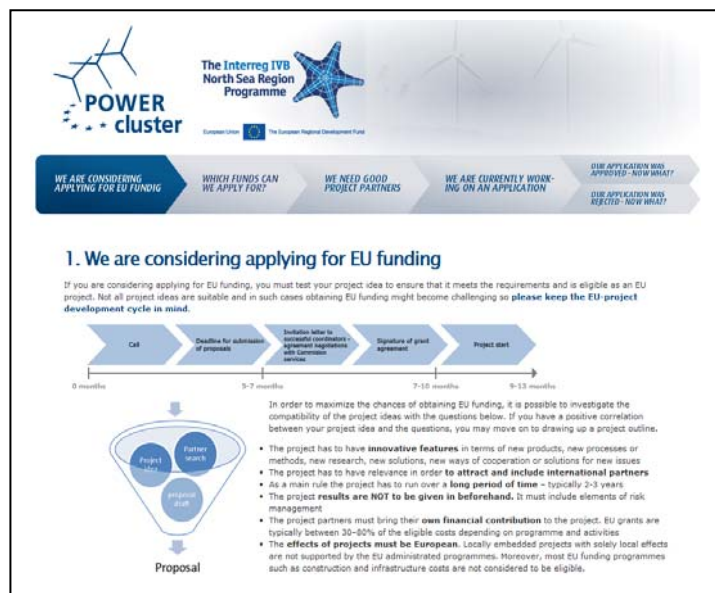 POWER
cluster
The Interreg IVB
North Sea Region
Programme
European Union The European Regional Development Fund
WE ARE CONSIDERING
APPLYING FOR EU FUNDIG
WHICH FUNDS CAN
WE APPLY FOR?
WE NEED GOOD
PROJECT PARTNERS
WE ARE CURRENTLY WORK-
ING ON AN APPLICATION
OUR APPLICATION WAS
APPROVED - NOW WHAT?
OUR APPLICATION WAS
REJECTED - NOW WHAT?
1. We are considering applying for EU funding
If you are considering applying for EU funding, you must test your project idea to ensure that it meets the requirements and is eligible as an EU
project. Not all project ideas are suitable and in such cases obtaining EU funding might become challenging so please keep the EU-project
development cycle in mind.
Call
Deadline for submission
of proposals
Invitation letter to
successful coordinators -
agreement negotiations
with Commission
services
Signature of grant
agreement
Project start
0 months
5-7 months
7-10 months
9-13 months
In order to maximize the chances of obtaining EU funding, it is possible to investigate the
compatibility of the project ideas with the questions below. If you have a positive correlation
between your project idea and the questions, you may move on to drawing up a project outline.
Project
idea
Partner
search
proposal
draft
Proposal
• The project has to have innovative features in terms of new products, new processes or
methods, new research, new solutions, new ways of cooperation or solutions for new issues
• The project has to have relevance in order to attract and include international partners
• As a main rule the project has to run over a long period of time – typically 2-3 years
• The project results are NOT to be given in beforehand. It must include elements of risk
management
• The project partners must bring their own financial contribution to the project. EU grants are
typically between 30–80% of the eligible costs depending on programme and activities
• The effects of projects must be European. Locally embedded projects with solely local effects
are not supported by the EU administrated programmes. Moreover, most EU funding programmes
such as construction and infrastructure costs are not considered to be eligible.